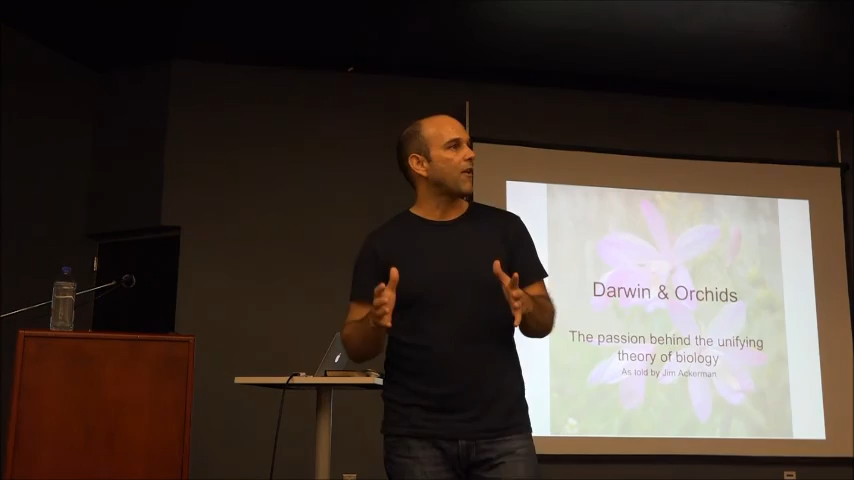 Darwin & Orchids
The passion behind the unifying
theory of biology
As told by Jim Ackerman